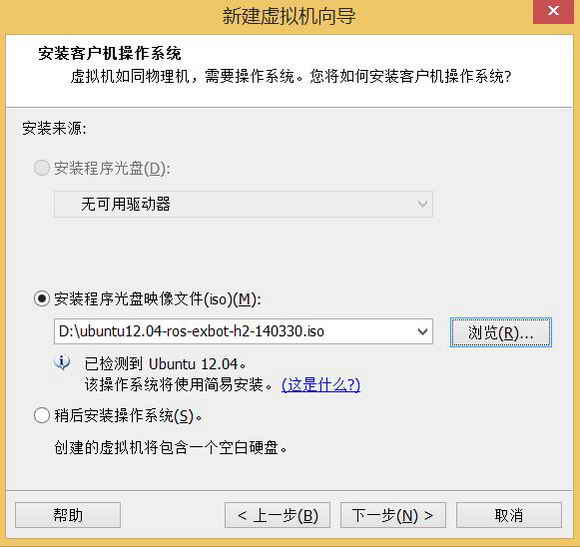 新建虚拟机向导
安装客户机操作系统
虚拟机如同物理机，需要操作系统。您将如何安装客户机操作系统?
安装来源:
安装程序光盘(D):
无可用驱动器
安装程序光盘映像文件(iso)(M):
D:\ubuntu12.04-ros-exbot-h2-140330.iso
浏览(R)...
已检测到 Ubuntu 12.04。
该操作系统将使用简易安装。 (这是什么?)
稍后安装操作系统(S)。
创建的虚拟机将包含一个空白硬盘。
帮助
< 上一步(B)
下一步(N) >
取消